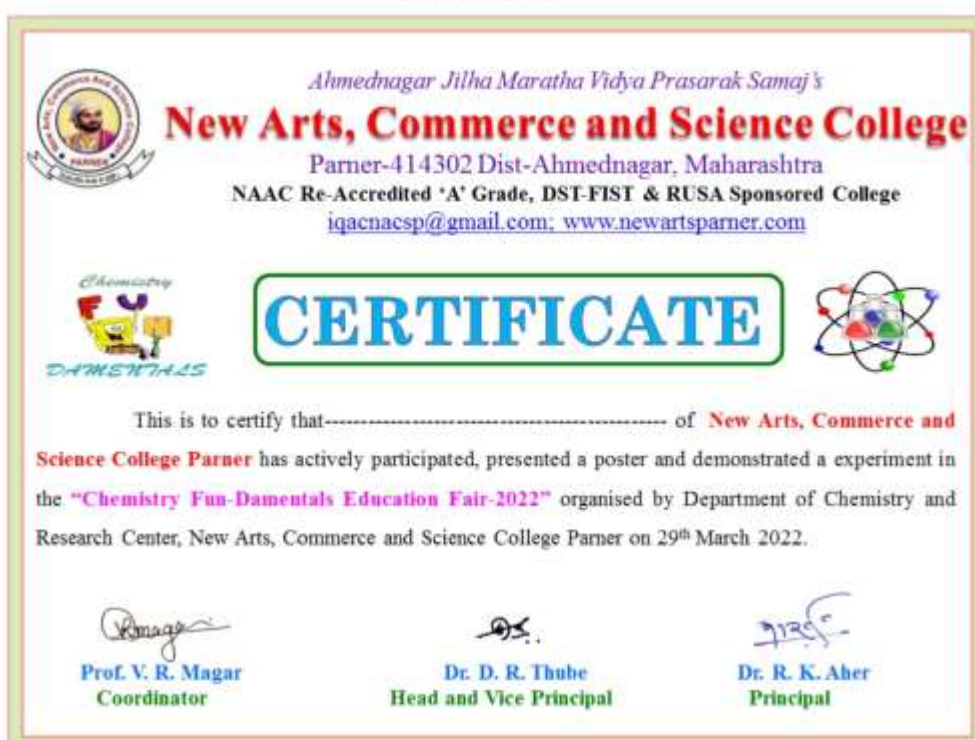 Ahmednagar Jilha Maratha Vidya Prasarak Samaj's
New Arts, Commerce and Science College
Parner-414302 Dist-Ahmednagar, Maharashtra
NAAC Re-Accredited 'A' Grade, DST-FIST & RUSA Sponsored College
iqacnacsp@gmail.com; www.newartsparner.com
Chemistry
FU
DAMENTALS
CERTIFICATE
This is to certify that----------------------------------------------- of New Arts, Commerce and
Science College Parner has actively participated, presented a poster and demonstrated a experiment in
the “Chemistry Fun-Damentals Education Fair-2022” organised by Department of Chemistry and
Research Center, New Arts, Commerce and Science College Parner on 29th March 2022.
Prof. V. R. Magar
Coordinator
Dr. D. R. Thube
Head and Vice Principal
Dr. R. K. Aher
Principal